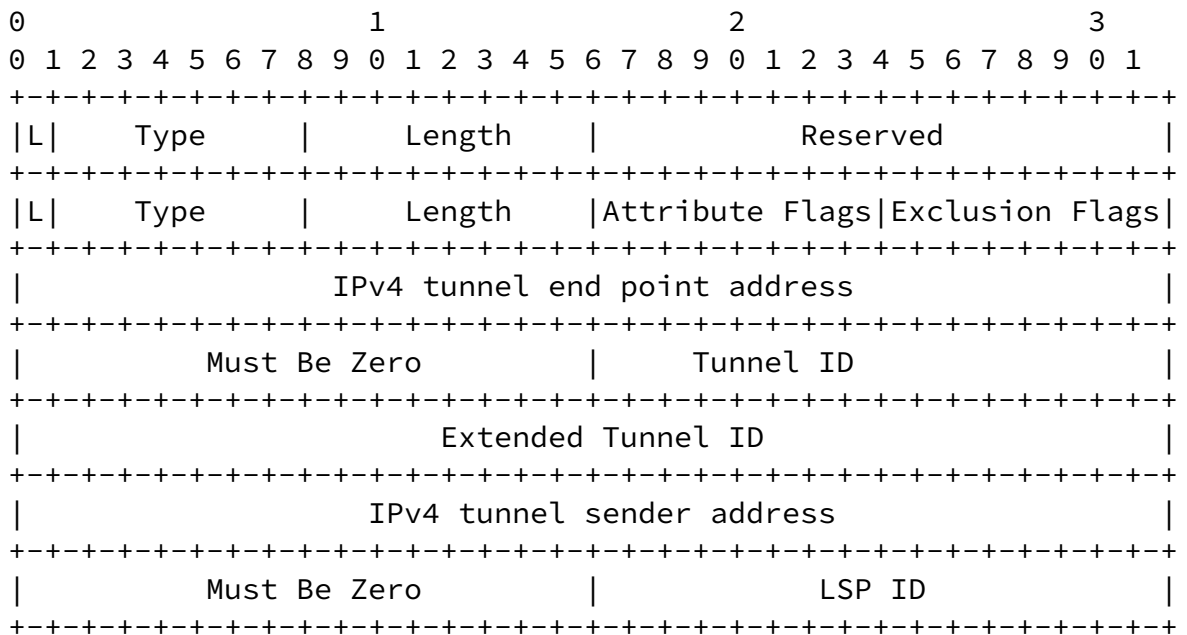 0                   1                   2                   3
0 1 2 3 4 5 6 7 8 9 0 1 2 3 4 5 6 7 8 9 0 1 2 3 4 5 6 7 8 9 0 1
+-+-+-+-+-+-+-+-+-+-+-+-+-+-+-+-+-+-+-+-+-+-+-+-+-+-+-+-+-+-+-+-+
|L|    Type     |     Length    |           Reserved            |
+-+-+-+-+-+-+-+-+-+-+-+-+-+-+-+-+-+-+-+-+-+-+-+-+-+-+-+-+-+-+-+-+
|L|    Type     |     Length    |Attribute Flags|Exclusion Flags|
+-+-+-+-+-+-+-+-+-+-+-+-+-+-+-+-+-+-+-+-+-+-+-+-+-+-+-+-+-+-+-+-+
|                 IPv4 tunnel end point address                 |
+-+-+-+-+-+-+-+-+-+-+-+-+-+-+-+-+-+-+-+-+-+-+-+-+-+-+-+-+-+-+-+-+
|          Must Be Zero         |     Tunnel ID                 |
+-+-+-+-+-+-+-+-+-+-+-+-+-+-+-+-+-+-+-+-+-+-+-+-+-+-+-+-+-+-+-+-+
|                       Extended Tunnel ID                      |
+-+-+-+-+-+-+-+-+-+-+-+-+-+-+-+-+-+-+-+-+-+-+-+-+-+-+-+-+-+-+-+-+
|                   IPv4 tunnel sender address                  |
+-+-+-+-+-+-+-+-+-+-+-+-+-+-+-+-+-+-+-+-+-+-+-+-+-+-+-+-+-+-+-+-+
|          Must Be Zero         |            LSP ID             |
+-+-+-+-+-+-+-+-+-+-+-+-+-+-+-+-+-+-+-+-+-+-+-+-+-+-+-+-+-+-+-+-+